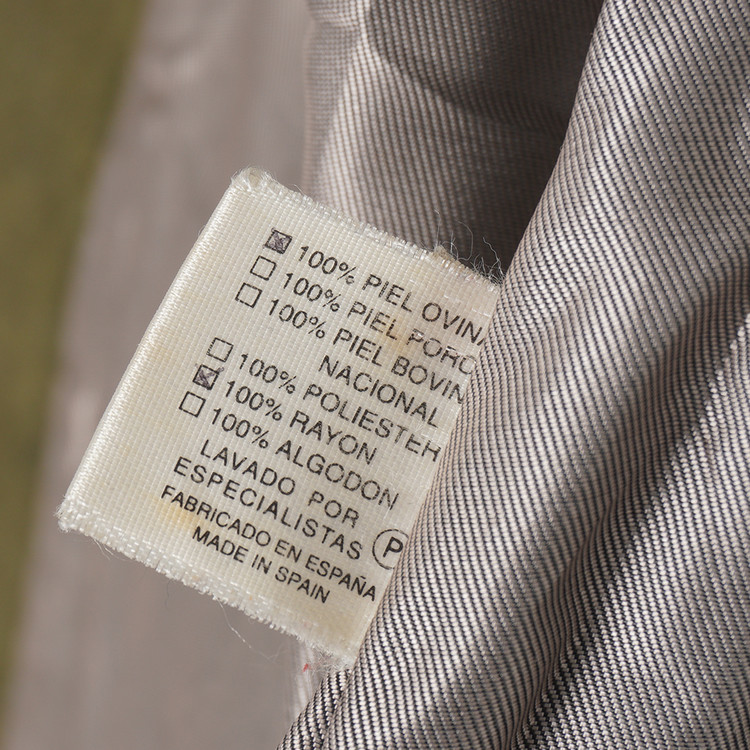 ☒ 100% PIEL OVINA
☐ 100% PIEL PORC
☐ 100% PIEL BOVIN
NACIONAL
☐ 100% POLIESTER
☒ 100% RAYON
☐ 100% ALGODON
LAVADO POR
ESPECIALISTAS Ⓟ
FABRICADO EN ESPAÑA
MADE IN SPAIN